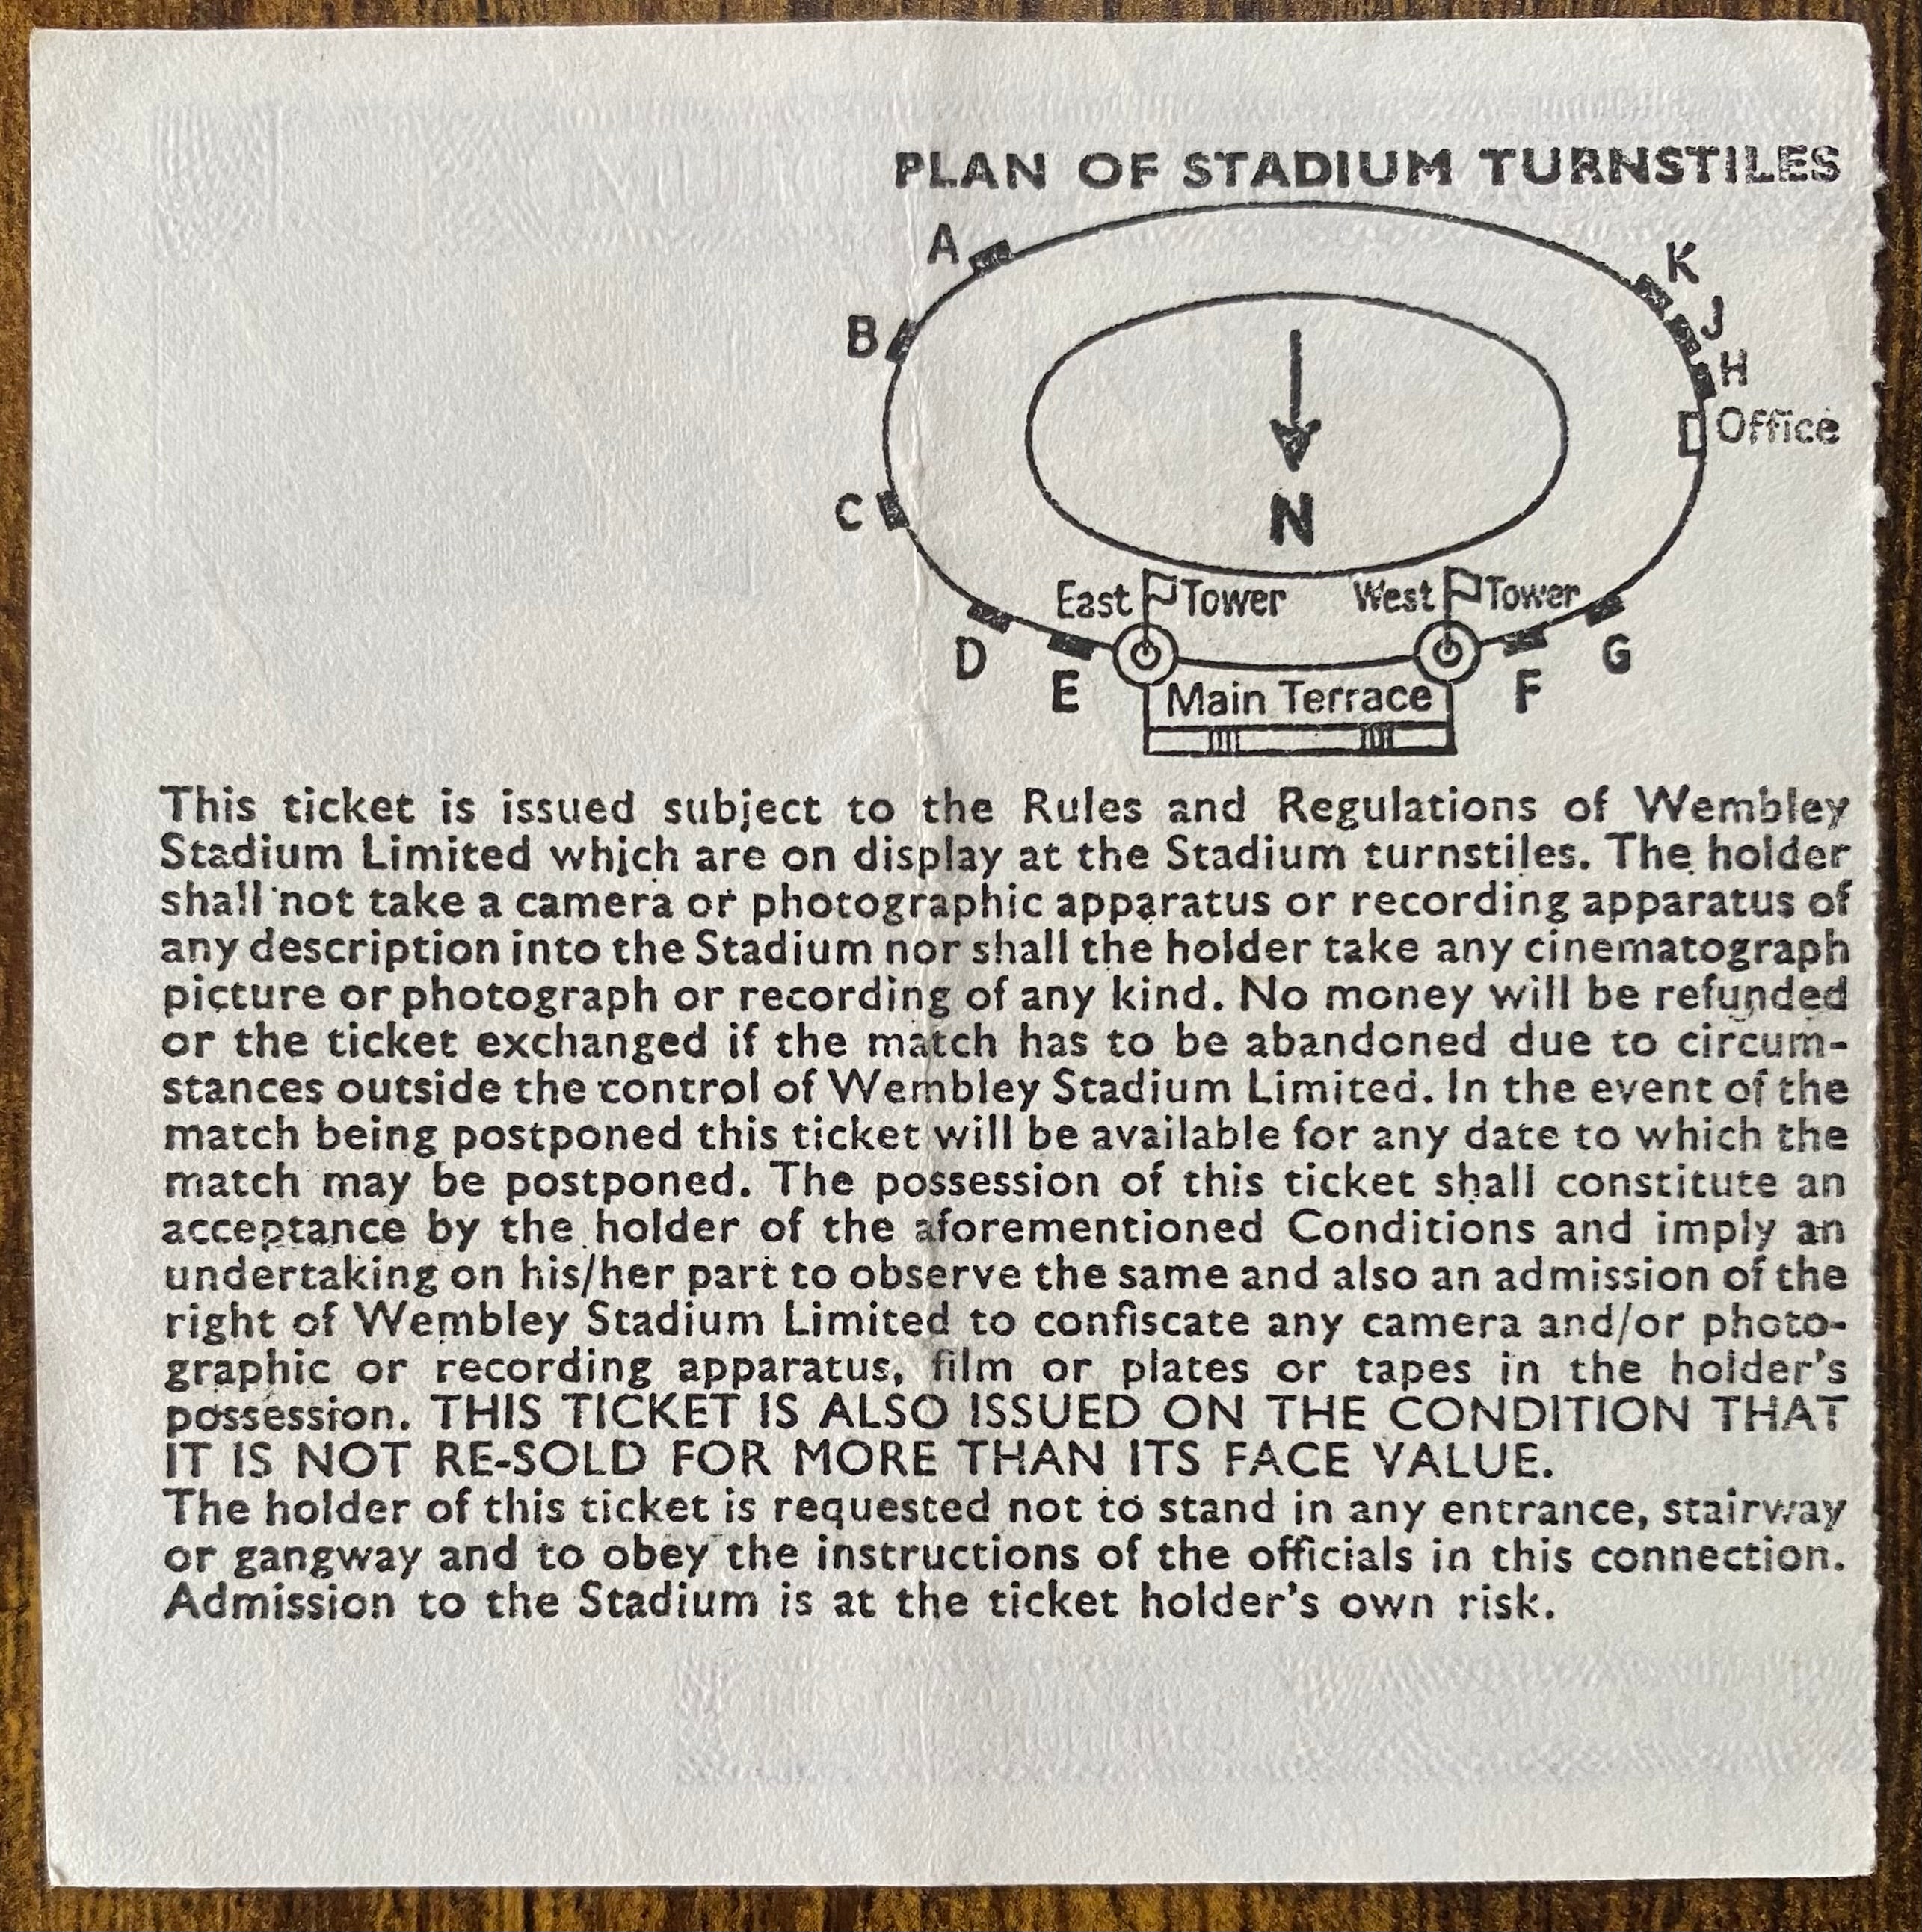 PLAN OF STADIUM TURNSTILES
A
K
B
J
H
Office
C
N
East Tower
West Tower
D
E
F
G
Main Terrace
This ticket is issued subject to the Rules and Regulations of Wembley
Stadium Limited which are on display at the Stadium turnstiles. The holder
shall not take a camera or photographic apparatus or recording apparatus of
any description into the Stadium nor shall the holder take any cinematograph
picture or photograph or recording of any kind. No money will be refunded
or the ticket exchanged if the match has to be abandoned due to circum-
stances outside the control of Wembley Stadium Limited. In the event of the
match being postponed this ticket will be available for any date to which the
match may be postponed. The possession of this ticket shall constitute an
acceptance by the holder of the aforementioned Conditions and imply an
undertaking on his/her part to observe the same and also an admission of the
right of Wembley Stadium Limited to confiscate any camera and/or photo-
graphic or recording apparatus, film or plates or tapes in the holder's
possession. THIS TICKET IS ALSO ISSUED ON THE CONDITION THAT
IT IS NOT RE-SOLD FOR MORE THAN ITS FACE VALUE.
The holder of this ticket is requested not to stand in any entrance, stairway
or gangway and to obey the instructions of the officials in this connection.
Admission to the Stadium is at the ticket holder's own risk.